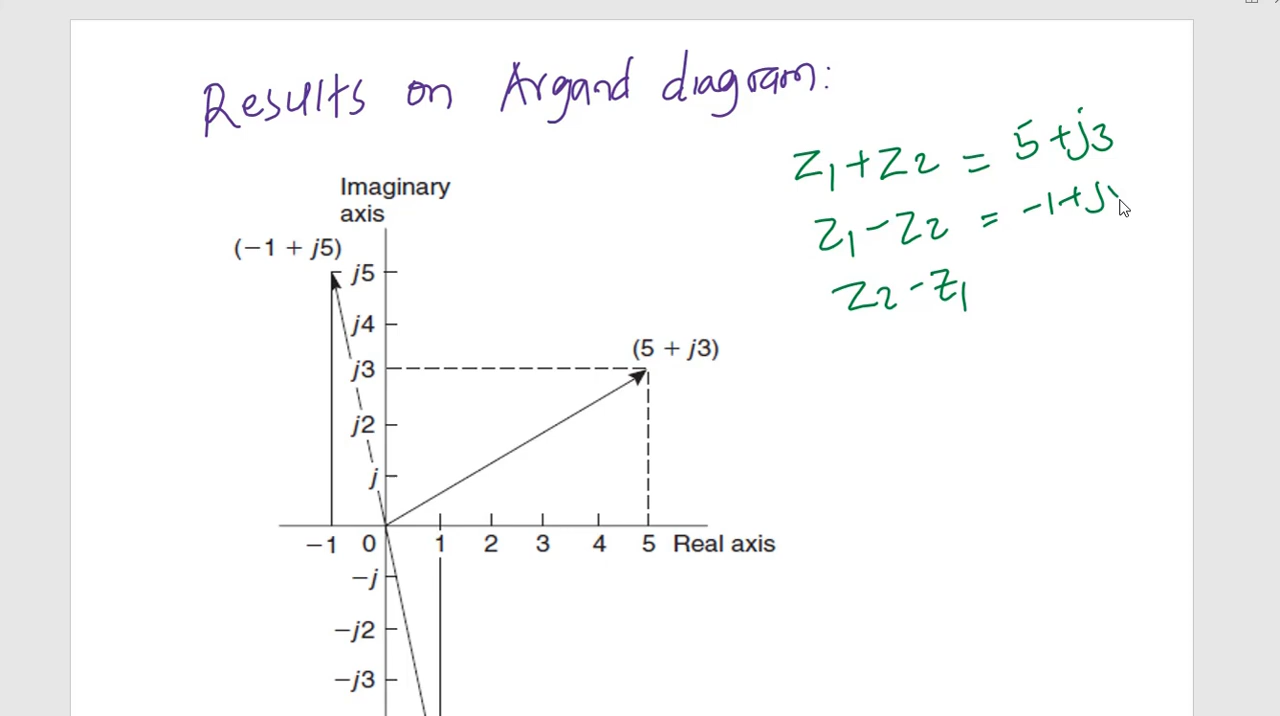 Results on Argand diagram:
z1 + z2 = 5 + j3
z1 - z2 = -1 + j
z2 - z1
Imaginary
axis
(−1 + j5)
j5
j4
(5 + j3)
j3
j2
j
−1 0 1 2 3 4 5 Real axis
−j
−j2
−j3